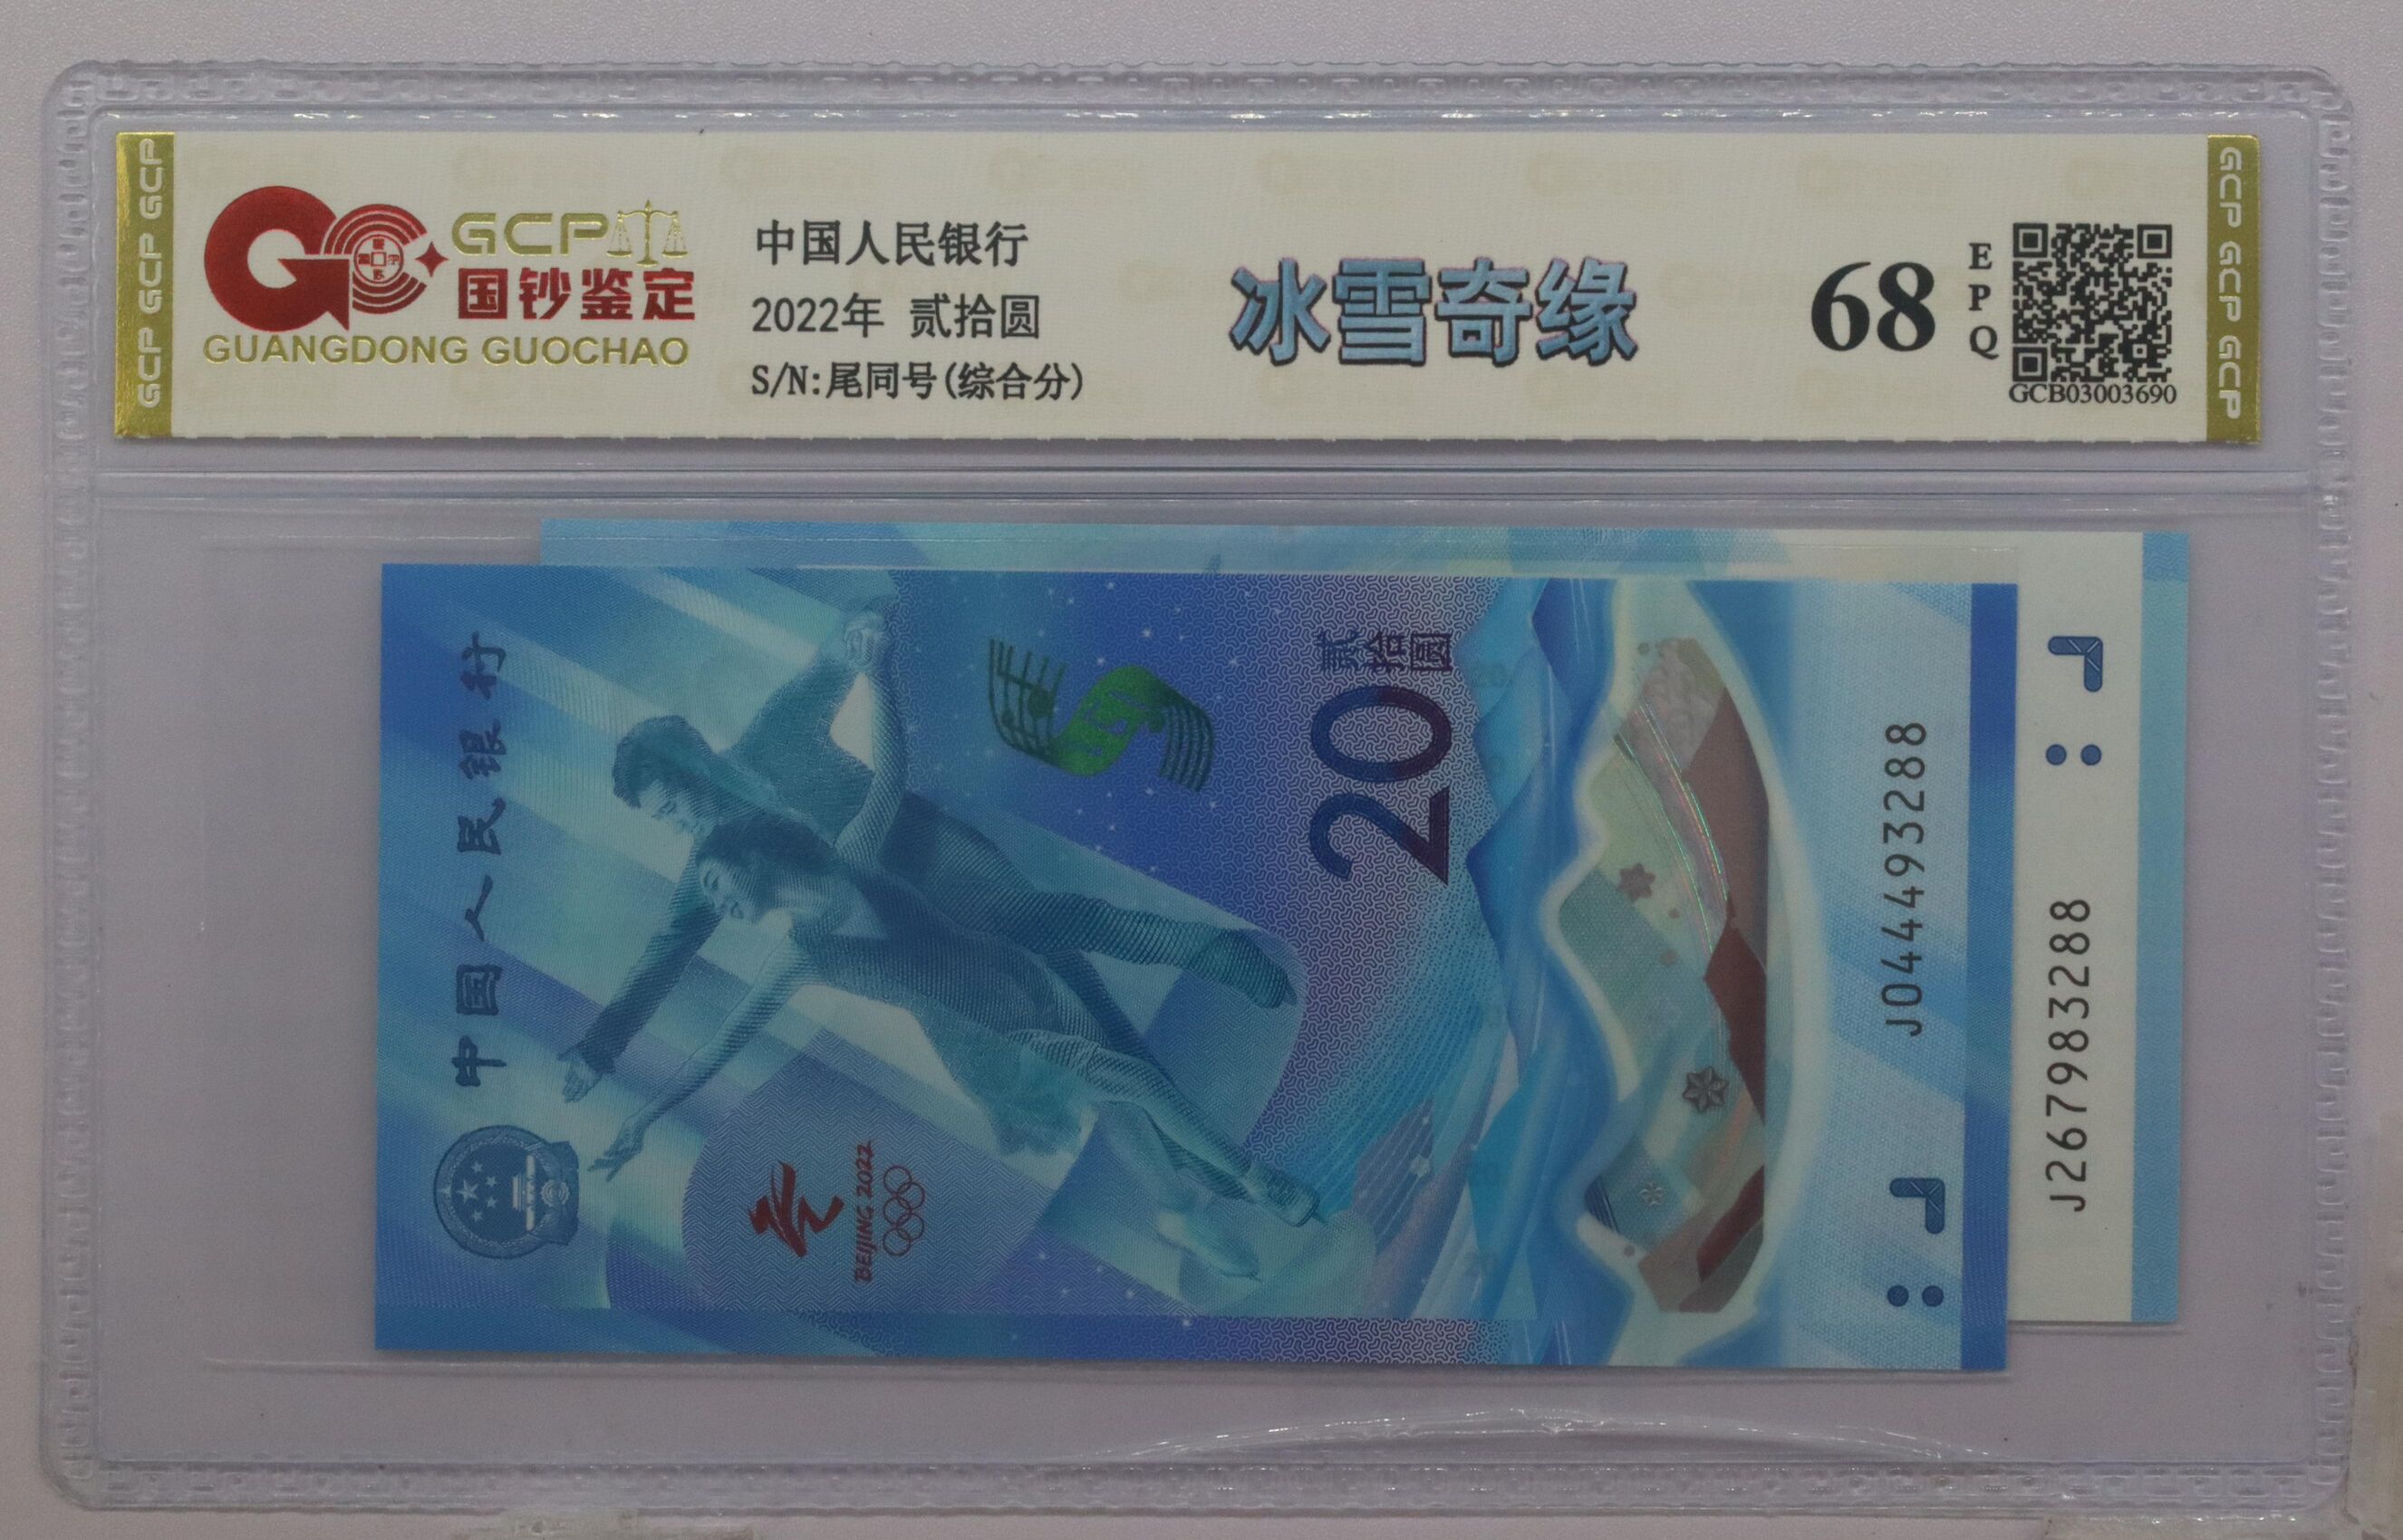 GCP GCP GCP
GCP
国钞鉴定
GUANGDONG GUOCHAO
中国人民银行
2022年 贰拾圆
S/N:尾同号(综合分)
冰雪奇缘
68
EPQ
GCB03003690
GCP GCP GCP
中国人民银行
BEIJING 2022
20
贰拾圆
J0444493288
J267983288